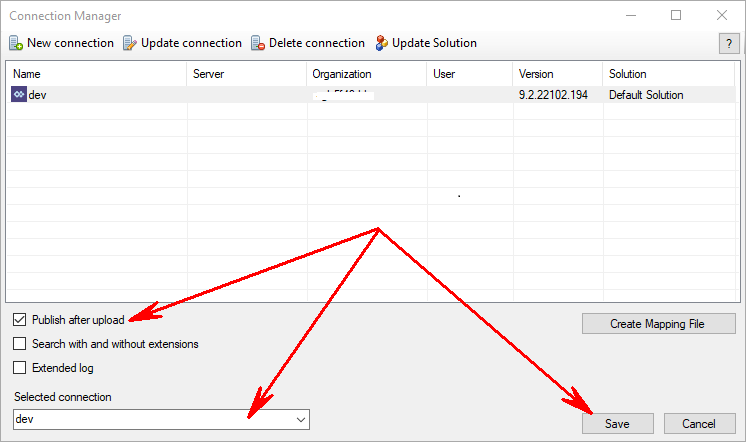 Connection Manager
New connection Update connection Delete connection Update Solution ?
Name Server Organization User Version Solution
dev 9.2.22102.194 Default Solution
Publish after upload
Create Mapping File
Search with and without extensions
Extended log
Selected connection
dev
Save Cancel